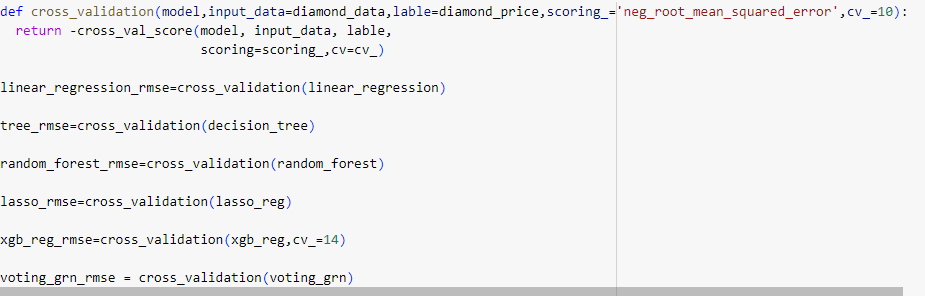 def cross_validation(model,input_data=diamond_data,lable=diamond_price,scoring_='neg_root_mean_squared_error',cv_=10):
return -cross_val_score(model, input_data, lable,
scoring=scoring_,cv=cv_)
linear_regression_rmse=cross_validation(linear_regression)
tree_rmse=cross_validation(decision_tree)
random_forest_rmse=cross_validation(random_forest)
lasso_rmse=cross_validation(lasso_reg)
xgb_reg_rmse=cross_validation(xgb_reg,cv_=14)
voting_grn_rmse = cross_validation(voting_grn)